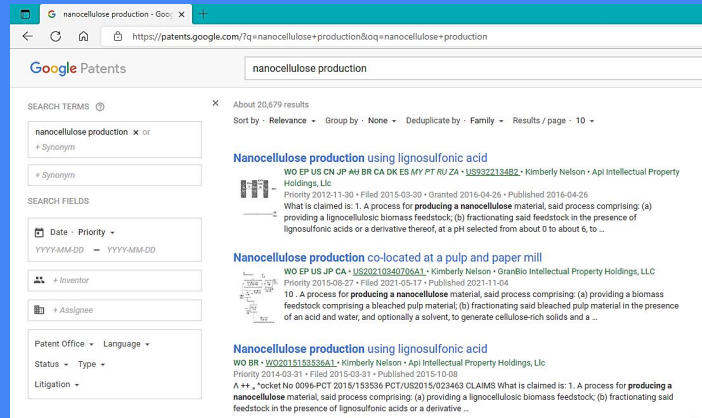 nanocellulose production - Goo
https://patents.google.com/?q=nanocellulose+production&oq=nanocellulose+production
Google Patents
nanocellulose production
SEARCH TERMS
nanocellulose production × or
+ Synonym
+ Synonym
SEARCH FIELDS
Date · Priority
YYYY-MM-DD — YYYY-MM-DD
+ Inventor
+ Assignee
Patent Office Language
Status Type
Litigation
About 20,679 results
Sort by · Relevance Group by · None Deduplicate by · Family Results / page · 10
Nanocellulose production using lignosulfonic acid
WO EP US CN JP AU BR CA DK ES MY PT RU ZA · US9322134B2 · Kimberly Nelson · Api Intellectual Property
Holdings, Llc
Priority 2012-11-30 • Filed 2015-03-30 • Granted 2016-04-26 • Published 2016-04-26
What is claimed is: 1. A process for producing a nanocellulose material, said process comprising: (a)
providing a lignocellulosic biomass feedstock; (b) fractionating said feedstock in the presence of
lignosulfonic acids or a derivative thereof, at a pH selected from about 0 to about 6, to …
Nanocellulose production co-located at a pulp and paper mill
WO EP US JP CA · US20210340706A1 · Kimberly Nelson · GranBio Intellectual Property Holdings, LLC
Priority 2015-08-27 • Filed 2021-05-17 • Published 2021-11-04
10 . A process for producing a nanocellulose material, said process comprising: (a) providing a biomass
feedstock comprising a bleached pulp material; (b) fractionating said bleached pulp material in the presence
of an acid and water, and optionally a solvent, to generate cellulose-rich solids and a …
Nanocellulose production using lignosulfonic acid
WO BR · WO2015153536A1 · Kimberly Nelson · Api Intellectual Property Holdings, Llc
Priority 2014-03-31 • Filed 2015-03-31 • Published 2015-10-08
Λ ++ „ ^ocket No 0096-PCT 2015/153536 PCT/US2015/023463 CLAIMS What is claimed is: 1. A process for producing a
nanocellulose material, said process comprising: (a) providing a lignocellulosic biomass feedstock; (b) fractionating said
feedstock in the presence of lignosulfonic acids or a derivative …